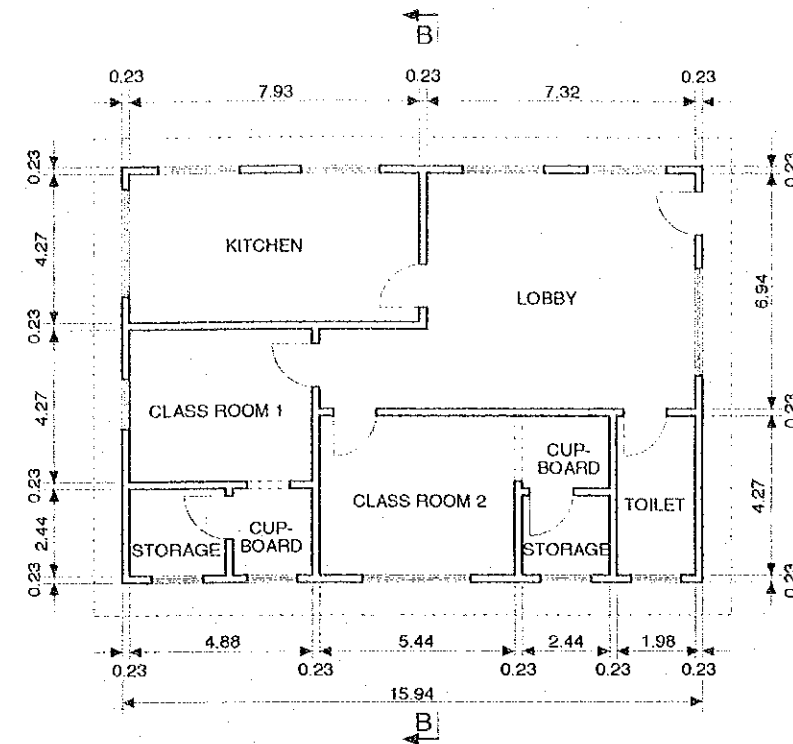 B
0.23 0.23 0.23
7.93 7.32
0.23 0.23
4.27
KITCHEN
LOBBY
6.94
0.23
4.27
CLASS ROOM 1
0.23
CUP-
BOARD
CLASS ROOM 2
TOILET
4.27
0.23
2.44
CUP-
BOARD
STORAGE
STORAGE
0.23 0.23
4.88 5.44 2.44 1.98
0.23 0.23 0.23 0.23 0.23
15.94
B